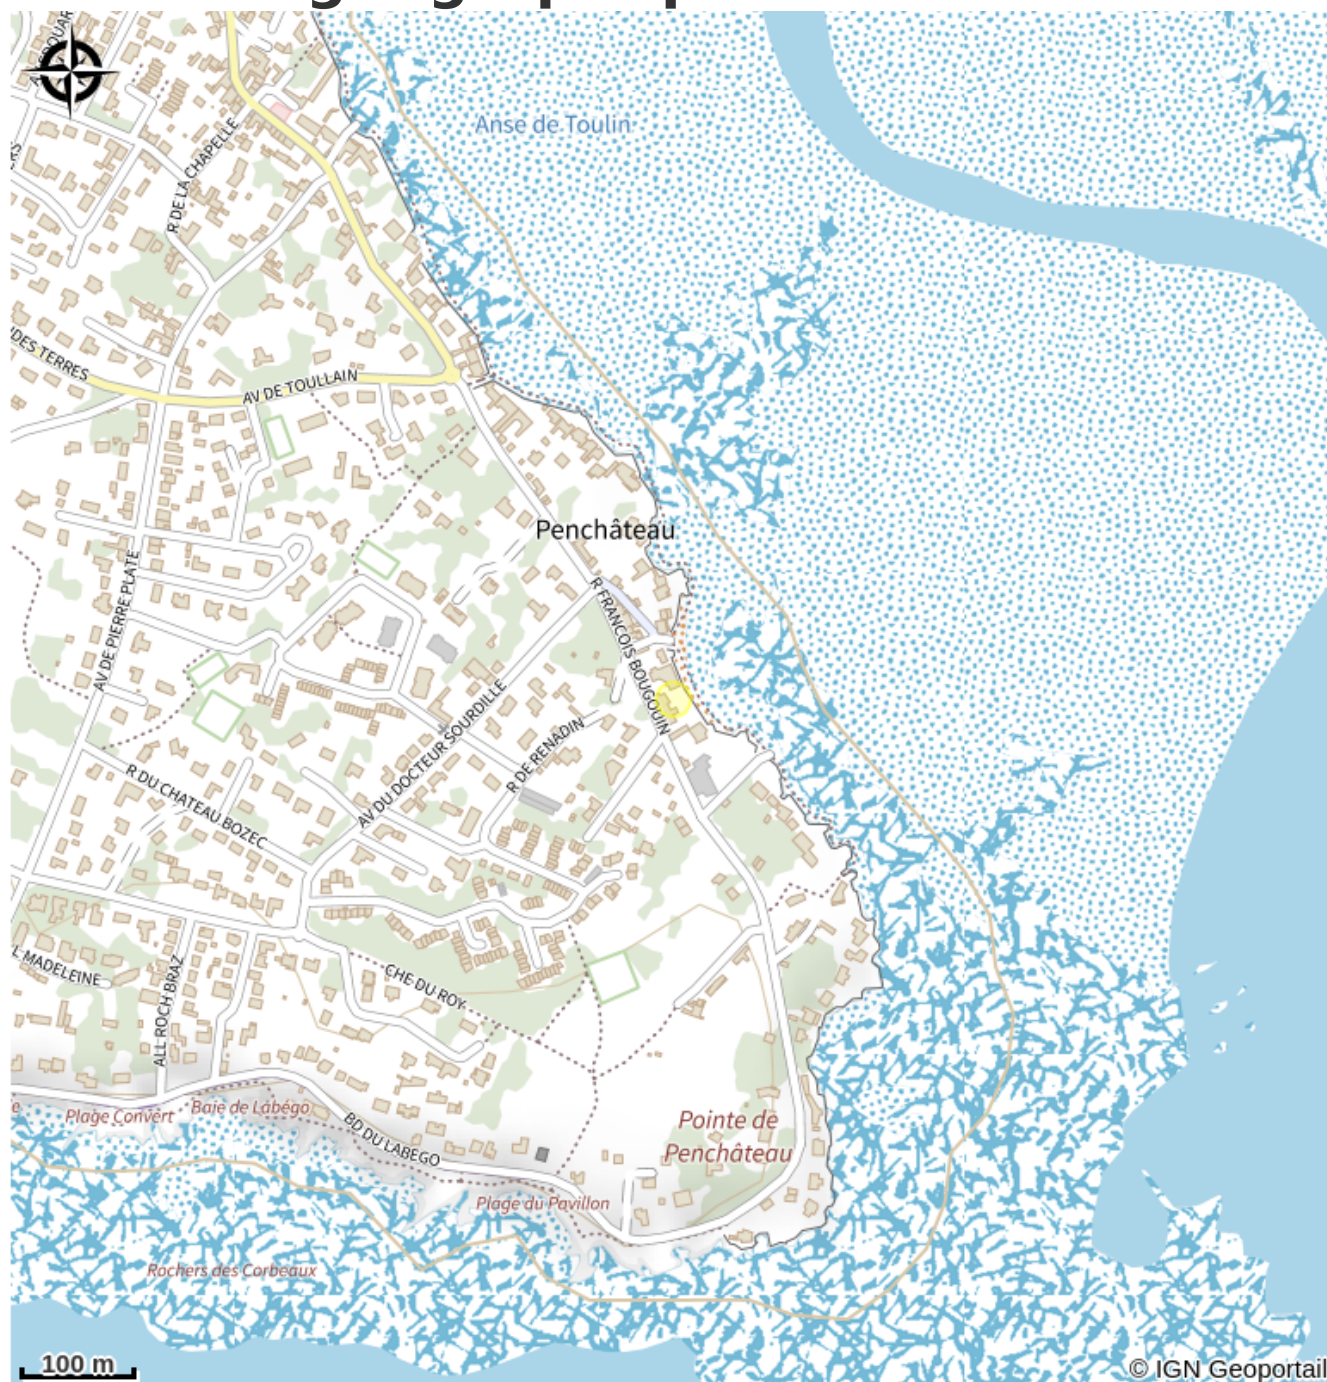 Anse de Toulin
R DE LA CHAPELLE
DES TERRES
AV DE TOULLAIN
Penchâteau
R FRANCOIS BOUGOUIN
AV DE PIERRE PLATE
AV DU DOCTEUR SOURDILLE
R DE RENADIN
R DU CHATEAU BOZEC
MADELEINE
ALL ROCH BRAZ
CHE DU ROY
Plage Convert
Baie de Labégo
BD DU LABEGO
Pointe de
Penchâteau
Plage du Pavillon
Rochers des Corbeaux
100 m
© IGN Geoportail